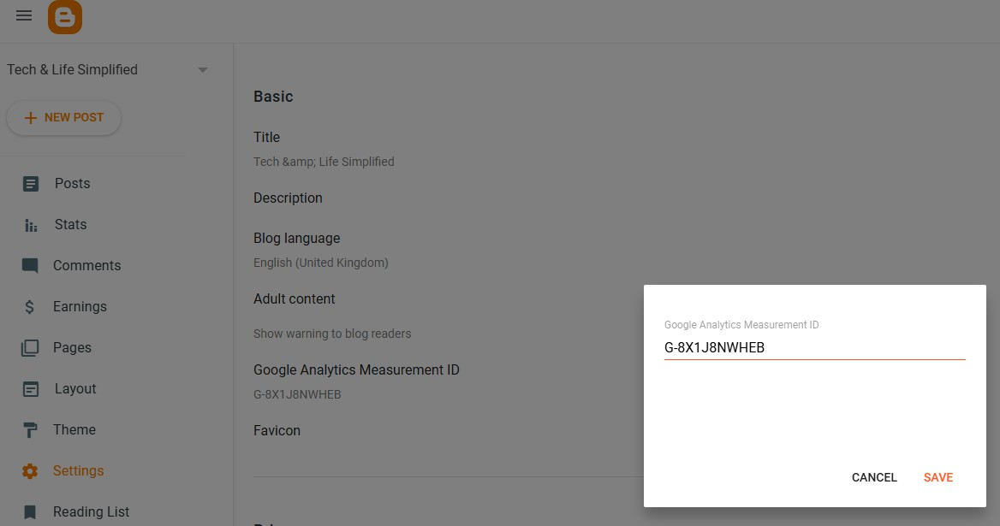 Tech & Life Simplified
NEW POST
Posts
Stats
Comments
Earnings
Pages
Layout
Theme
Settings
Reading List
Basic
Title
Tech &amp; Life Simplified
Description
Blog language
English (United Kingdom)
Adult content
Show warning to blog readers
Google Analytics Measurement ID
G-8X1J8NWHEB
Favicon
Google Analytics Measurement ID
G-8X1J8NWHEB
CANCEL SAVE